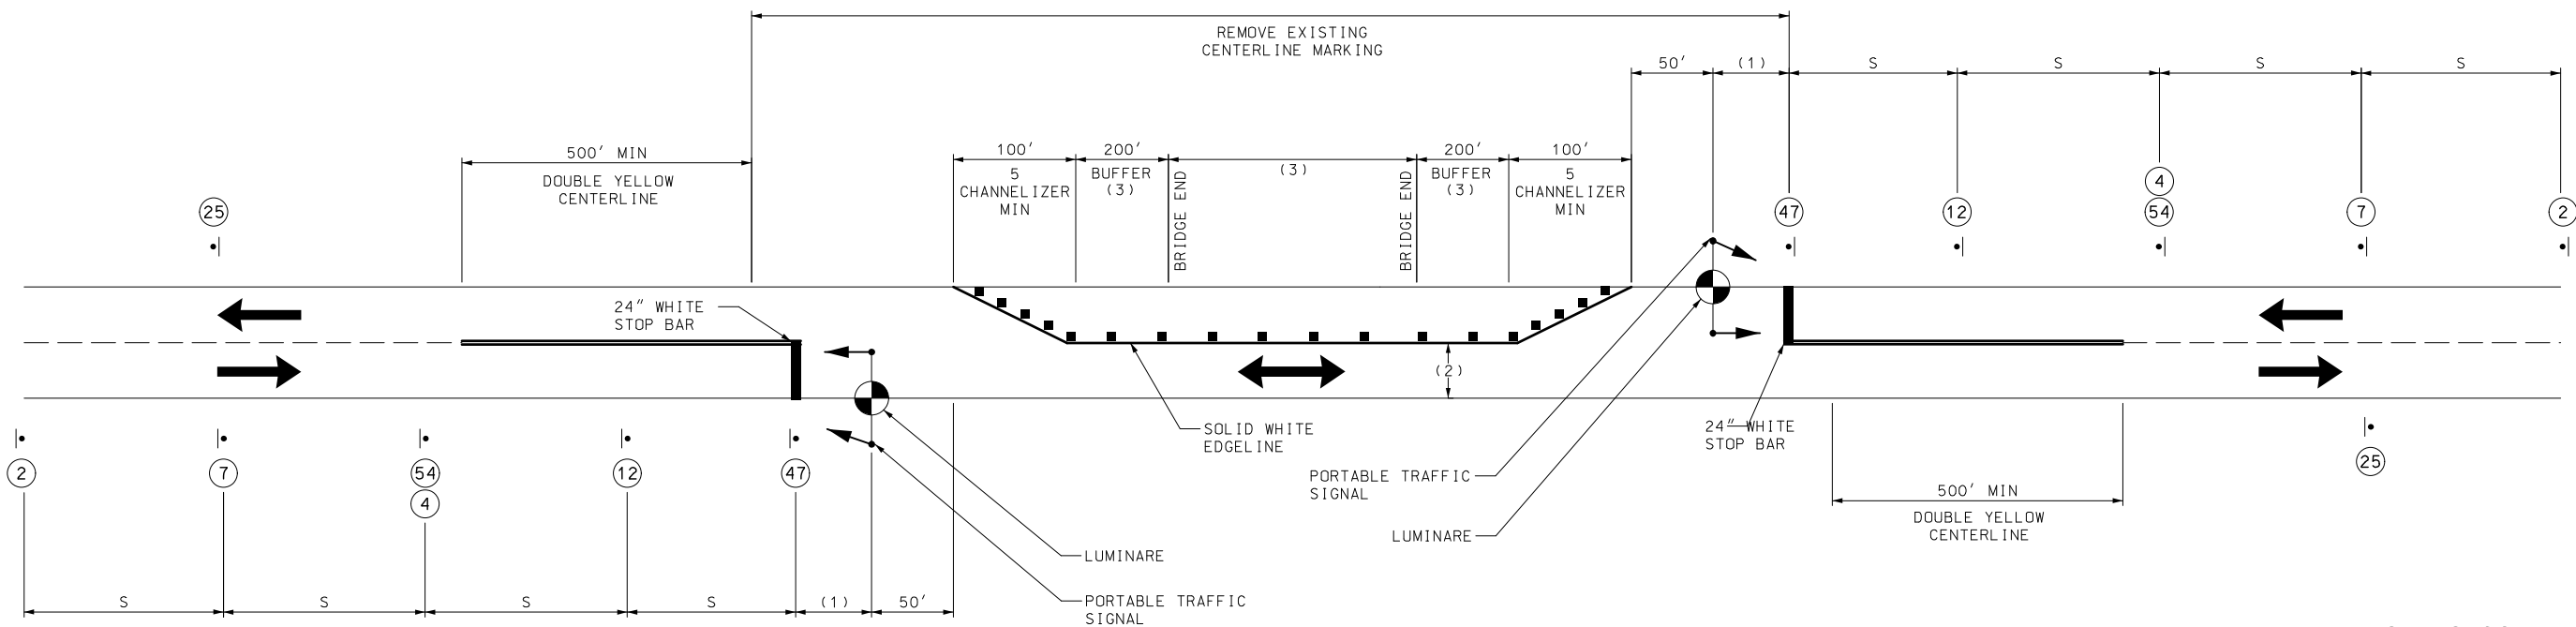 REMOVE EXISTING
CENTERLINE MARKING
50'
(1)
S
S
S
S
500' MIN
DOUBLE YELLOW
CENTERLINE
100'
5
CHANNELIZER
MIN
200'
BUFFER
(3)
BRIDGE END
(3)
BRIDGE END
200'
BUFFER
(3)
100'
5
CHANNELIZER
MIN
25
47
12
4
54
7
2
24" WHITE
STOP BAR
(2)
SOLID WHITE
EDGELINE
24" WHITE
STOP BAR
PORTABLE TRAFFIC
SIGNAL
LUMINARE
500' MIN
DOUBLE YELLOW
CENTERLINE
25
2
7
54
4
12
47
LUMINARE
PORTABLE TRAFFIC
SIGNAL
S
S
S
S
(1)
50'